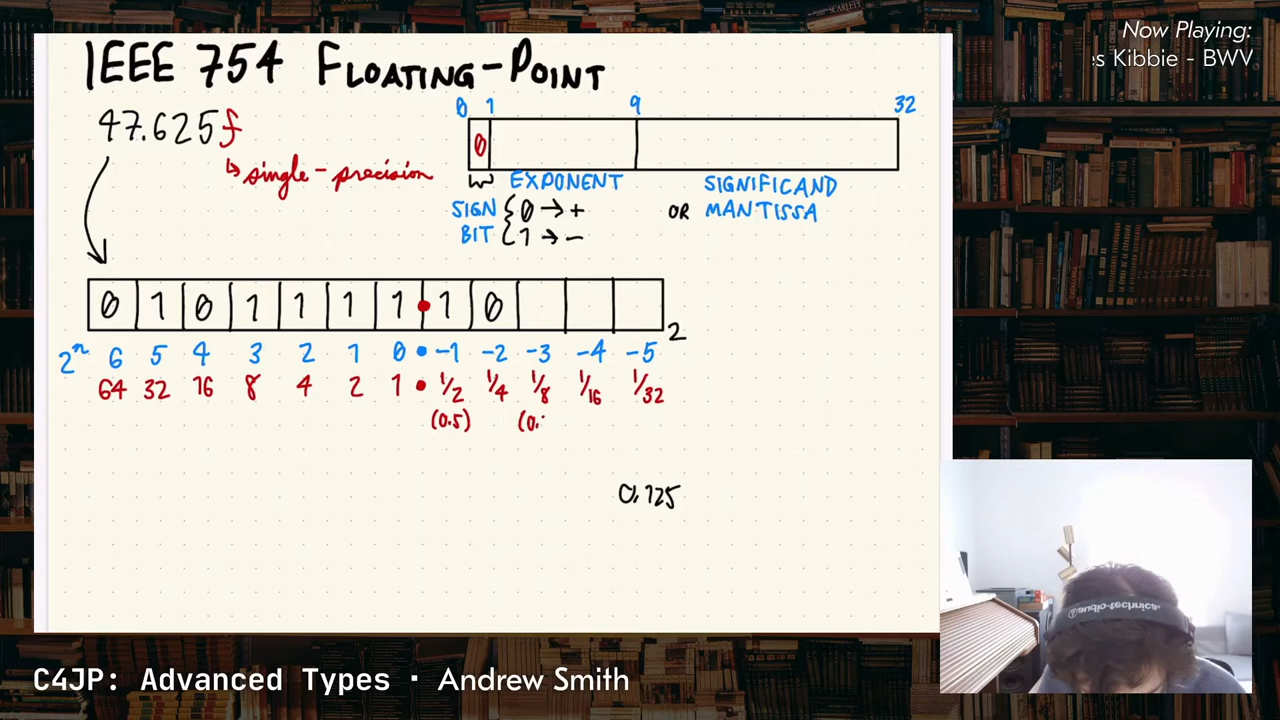 Now Playing:
s Kibbie - BWV
IEEE 754 FLOATING-POINT
47.625f
↳ single-precision
0 1 9 32
0
EXPONENT SIGNIFICAND
OR MANTISSA
SIGN BIT { 0 → +
{ 1 → -
0 1 0 1 1 1 1 • 1 0 2
2ⁿ 6 5 4 3 2 1 0 • -1 -2 -3 -4 -5
64 32 16 8 4 2 1 • 1/2 1/4 1/8 1/16 1/32
(0.5) (0.
0.125
audio-technica
C4JP: Advanced Types · Andrew Smith